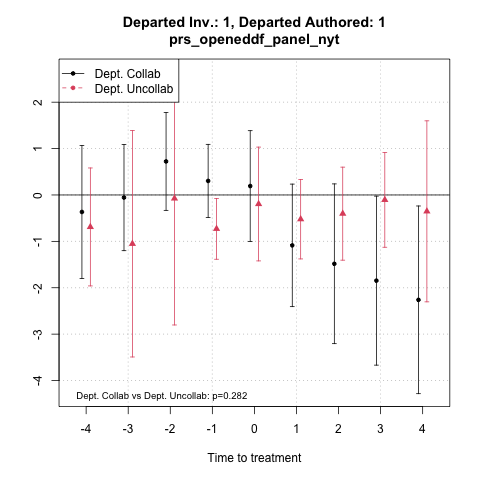 Departed Inv.: 1, Departed Authored: 1
prs_openeddf_panel_nyt
Dept. Collab
Dept. Uncollab
2
1
0
-1
-2
-3
-4
Dept. Collab vs Dept. Uncollab: p=0.282
-4 -3 -2 -1 0 1 2 3 4
Time to treatment